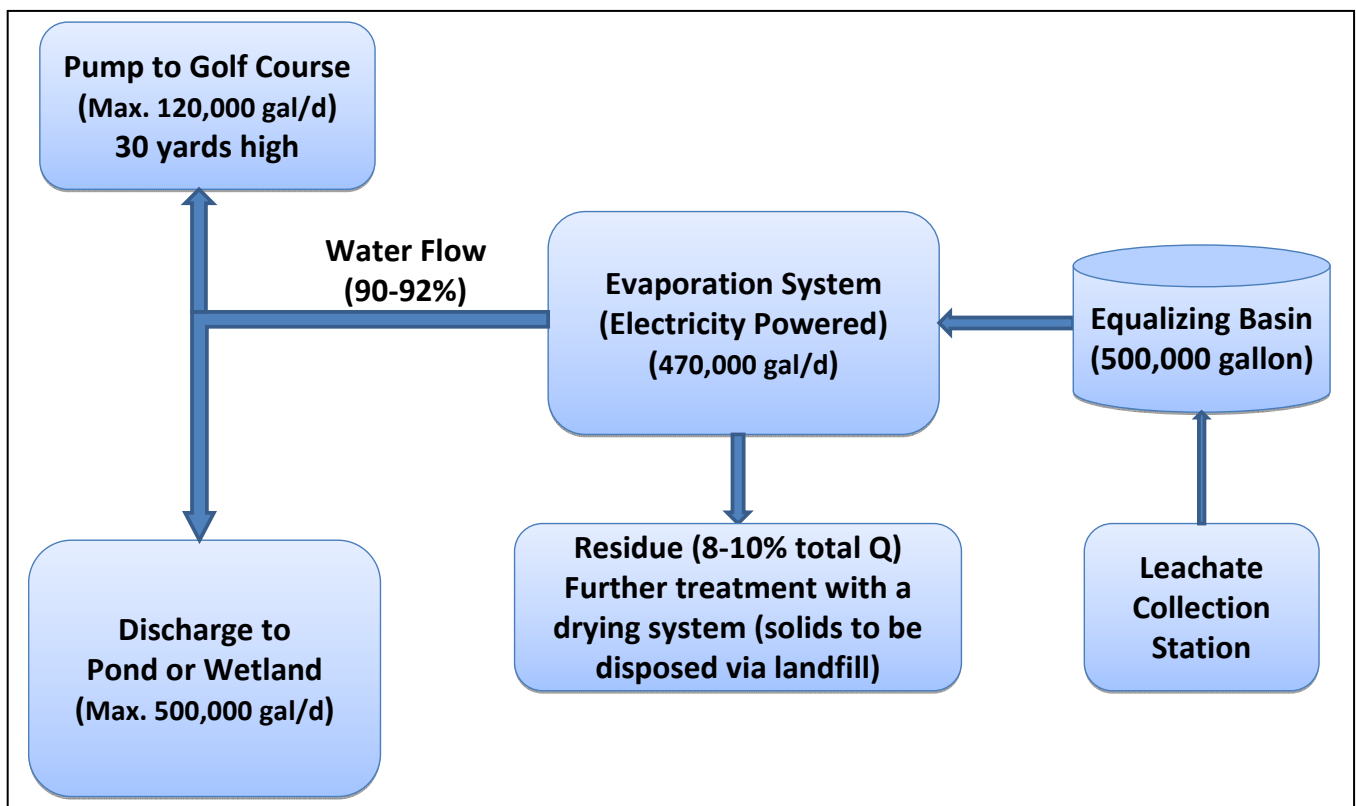 Pump to Golf Course
(Max. 120,000 gal/d)
30 yards high
Water Flow
(90-92%)
Evaporation System
(Electricity Powered)
(470,000 gal/d)
Equalizing Basin
(500,000 gallon)
Discharge to
Pond or Wetland
(Max. 500,000 gal/d)
Residue (8-10% total Q)
Further treatment with a
drying system (solids to be
disposed via landfill)
Leachate
Collection
Station